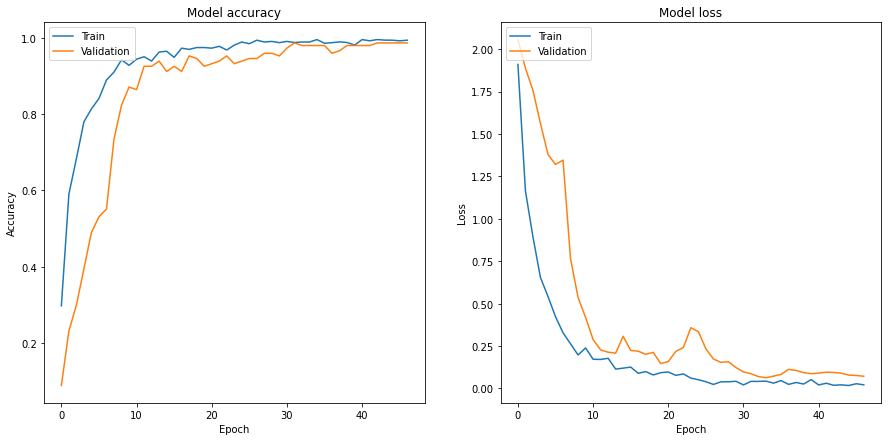 Model accuracy
Train
Validation
1.0
0.8
0.6
0.4
0.2
Accuracy
0
10
20
30
40
Epoch
Model loss
Train
Validation
2.00
1.75
1.50
1.25
1.00
0.75
0.50
0.25
0.00
Loss
0
10
20
30
40
Epoch